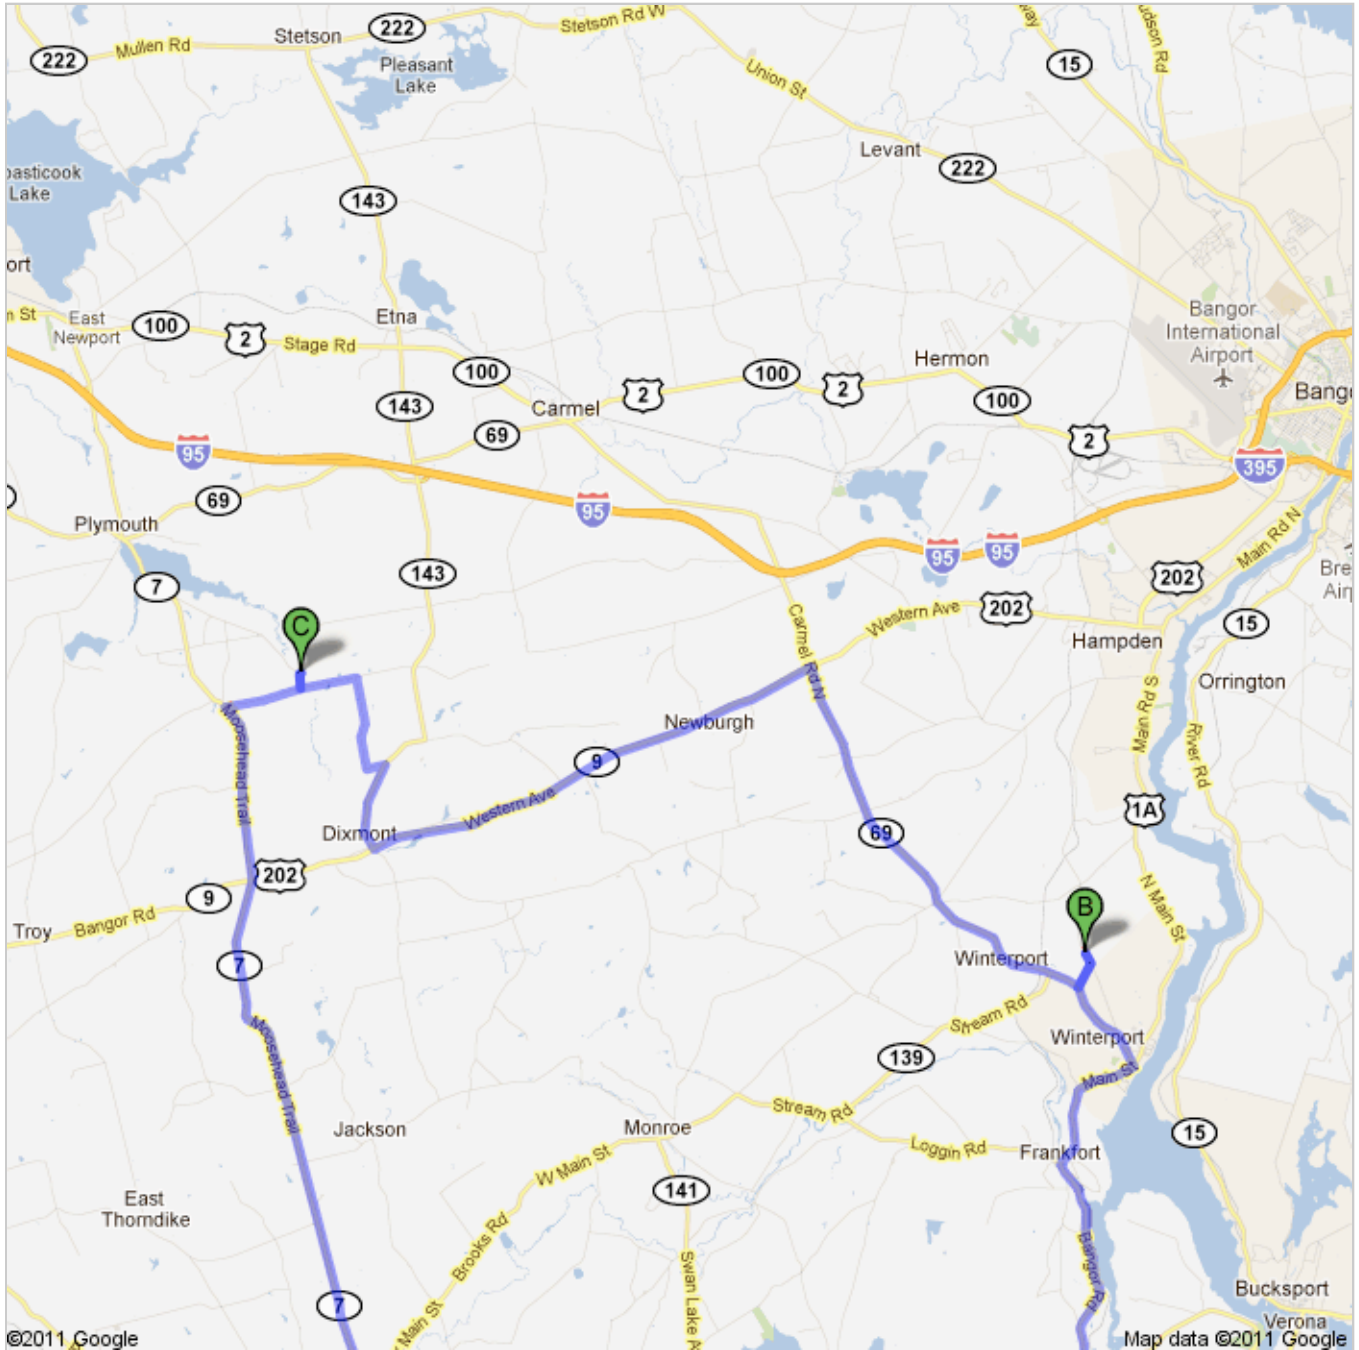 222
Stetson
222
Stetson Rd W
Mullen Rd
222
Pleasant
Lake
Union St
15
Levant
222
Lake
143
Bangor
International
Airport
East
Newport
100
2
Stage Rd
Etna
100
143
Carmel
2
100
2
Hermon
100
2
69
95
69
95
395
Plymouth
7
143
95
95
Main Rd N
202
C
Carmel Rd N
Western Ave
202
Hampden
15
Orrington
Main Rd S
River Rd
Moosehead Trail
Newburgh
9
Western Ave
Dixmont
69
1A
202
9
Bangor Rd
Troy
7
N Main St
B
Winterport
Stream Rd
Winterport
Moosehead Trail
139
Main St
Stream Rd
Jackson
Monroe
Loggin Rd
Frankfort
15
W Main St
141
East
Thorndike
Brooks Rd
Swan Lake A
Bangor Rd
7
Main St
Bucksport
Verona
©2011 Google
Map data ©2011 Google